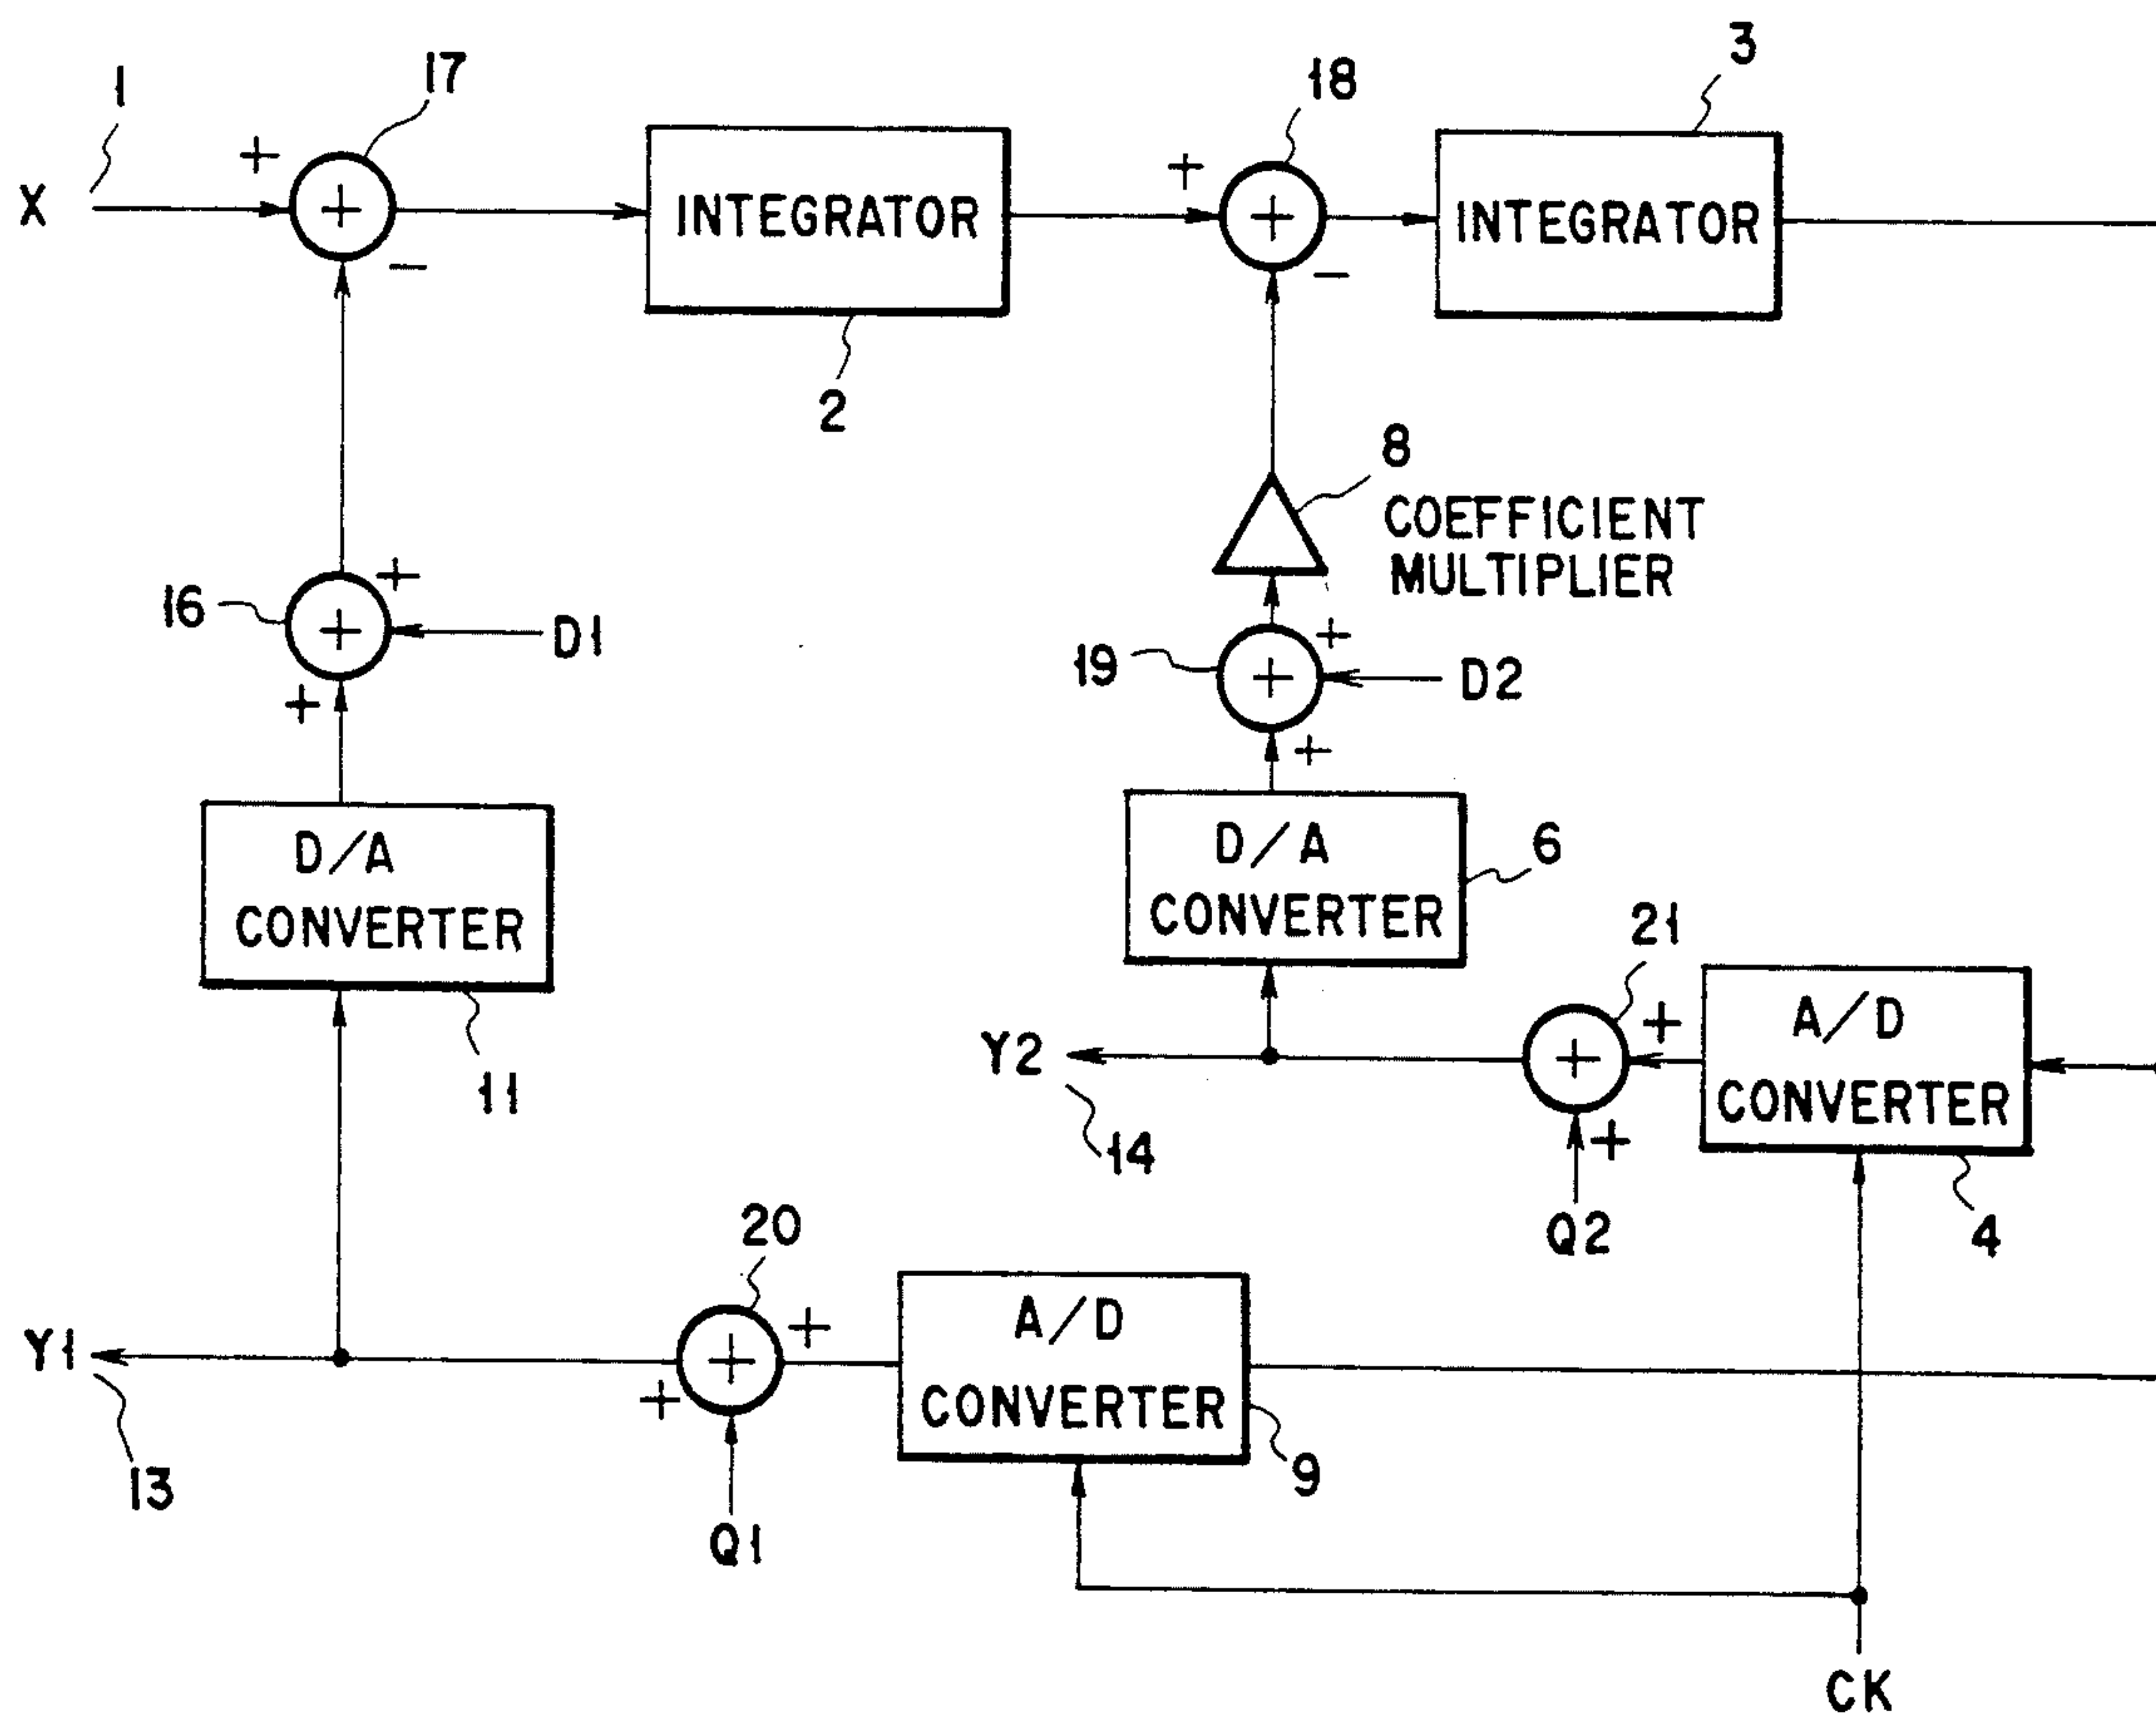 1
17
18
3
+
+
X
+
INTEGRATOR
+
INTEGRATOR
−
−
2
8
COEFFICIENT
MULTIPLIER
16
+
+
D1
19
+
+
D2
+
+
D/A
CONVERTER
11
D/A
CONVERTER
6
21
Y2
+
+
A/D
CONVERTER
14
+
Q2
4
20
Y1
+
+
+
A/D
CONVERTER
13
Q1
9
CK